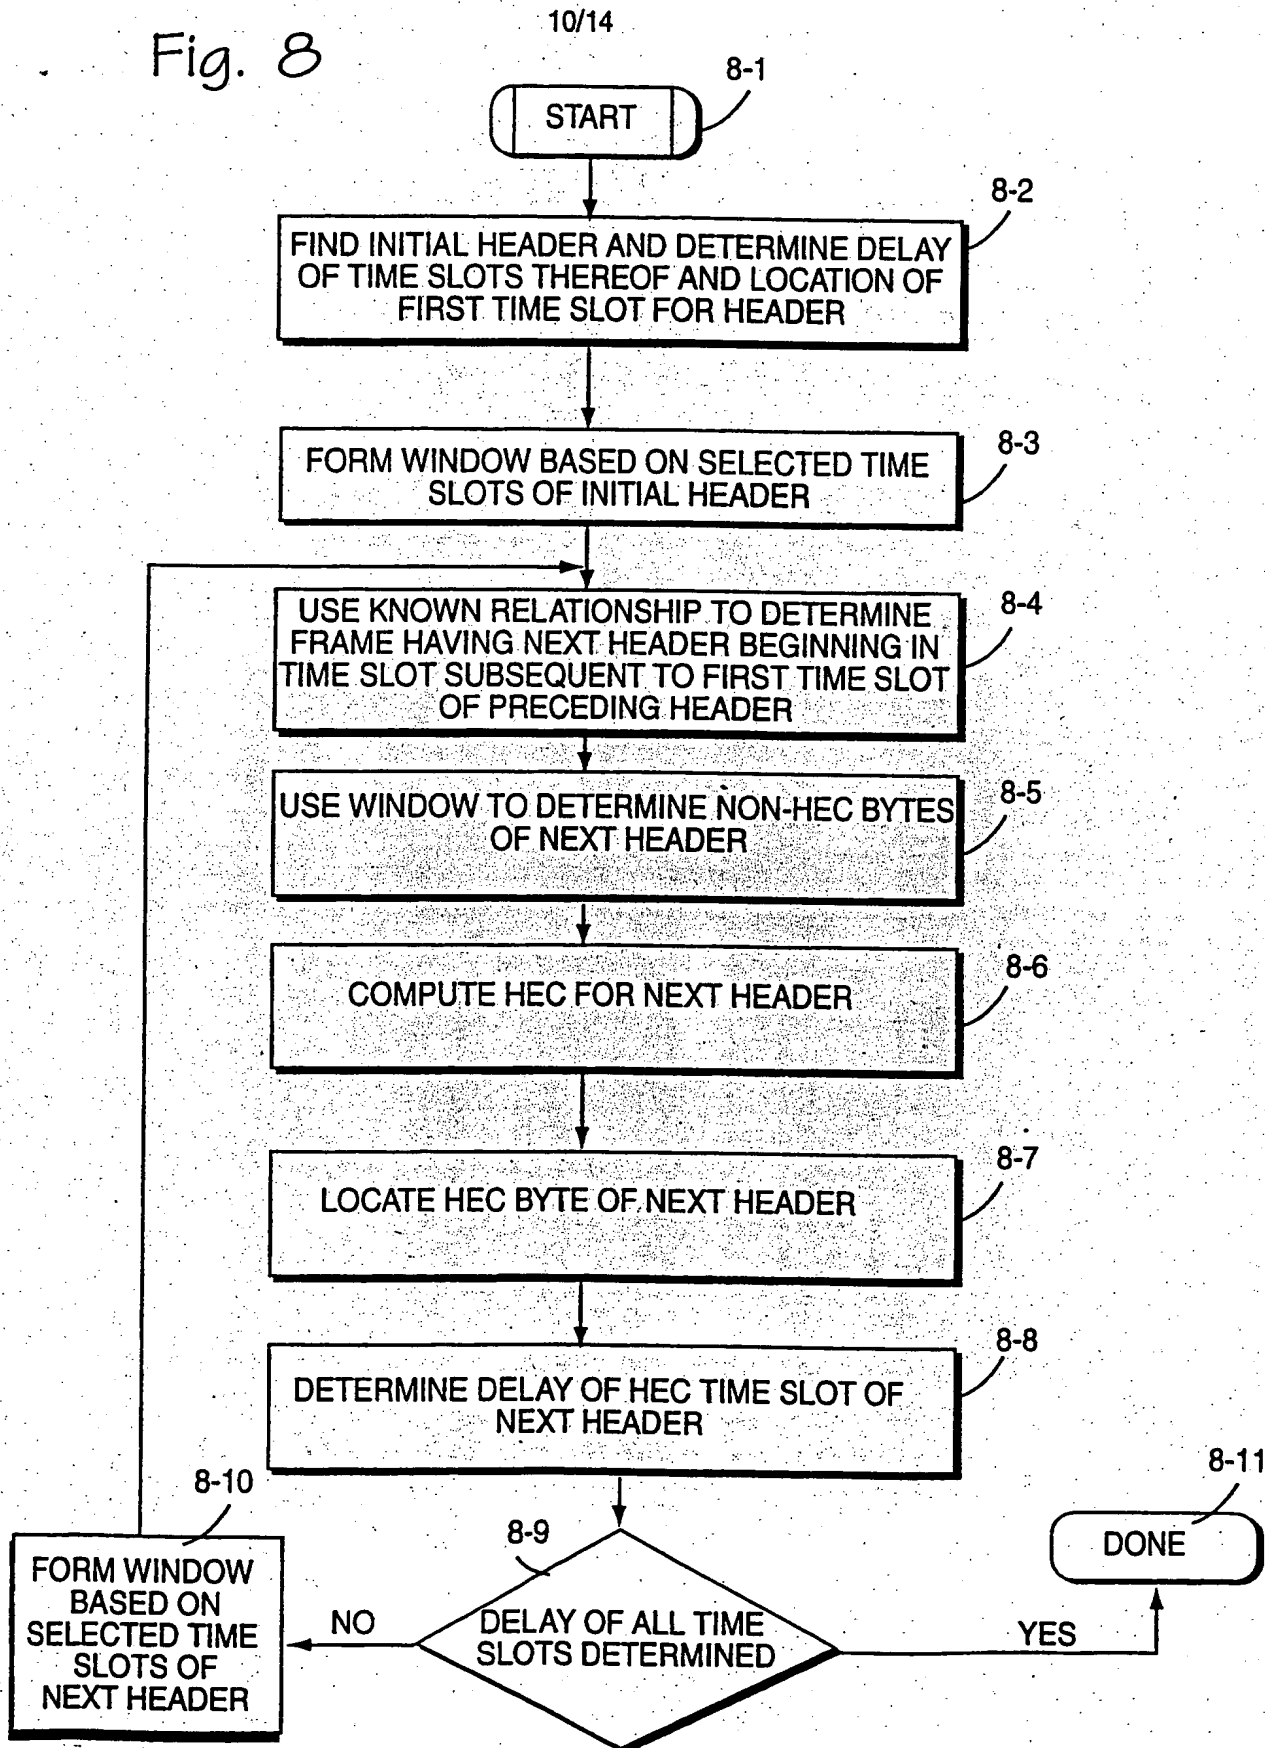 10/14
Fig. 8
8-1
START
8-2
FIND INITIAL HEADER AND DETERMINE DELAY
OF TIME SLOTS THEREOF AND LOCATION OF
FIRST TIME SLOT FOR HEADER
8-3
FORM WINDOW BASED ON SELECTED TIME
SLOTS OF INITIAL HEADER
8-4
USE KNOWN RELATIONSHIP TO DETERMINE
FRAME HAVING NEXT HEADER BEGINNING IN
TIME SLOT SUBSEQUENT TO FIRST TIME SLOT
OF PRECEDING HEADER
8-5
USE WINDOW TO DETERMINE NON-HEC BYTES
OF NEXT HEADER
8-6
COMPUTE HEC FOR NEXT HEADER
8-7
LOCATE HEC BYTE OF NEXT HEADER
8-8
DETERMINE DELAY OF HEC TIME SLOT OF
NEXT HEADER
8-10
FORM WINDOW
BASED ON
SELECTED TIME
SLOTS OF
NEXT HEADER
NO
8-9
DELAY OF ALL TIME
SLOTS DETERMINED
YES
8-11
DONE